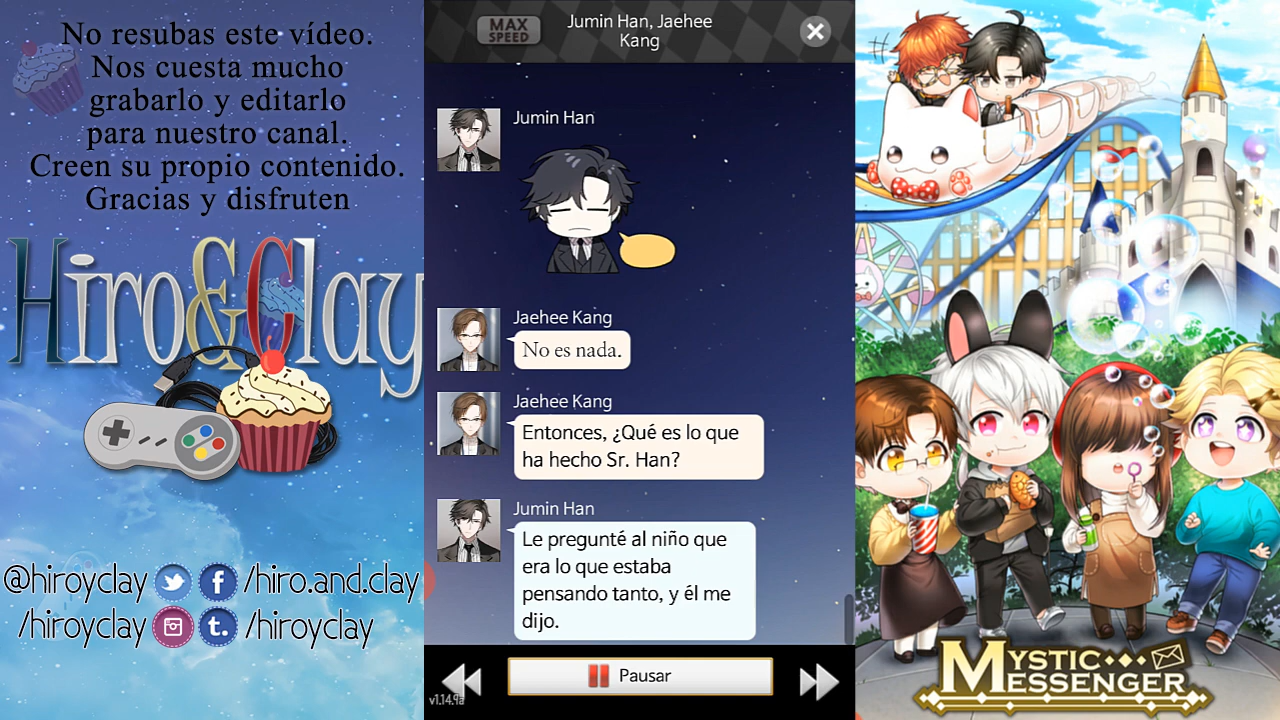 No resubas este vídeo.
Nos cuesta mucho
grabarlo y editarlo
para nuestro canal.
Creen su propio contenido.
Gracias y disfruten
Hiro&Clay
@hiroyclay
/hiro.and.clay
/hiroyclay
t.
/hiroyclay
MAX
SPEED
Jumin Han, Jaehee
Kang
Jumin Han
Jaehee Kang
No es nada.
Jaehee Kang
Entonces, ¿Qué es lo que
ha hecho Sr. Han?
Jumin Han
Le pregunté al niño que
era lo que estaba
pensando tanto, y él me
dijo.
Pausar
v1.14.9a
MYSTIC
MESSENGER